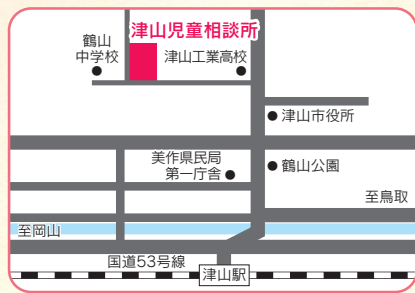 津山児童相談所
鶴山
中学校
津山工業高校
津山市役所
美作県民局
第一庁舎
鶴山公園
至鳥取
至岡山
国道53号線
津山駅